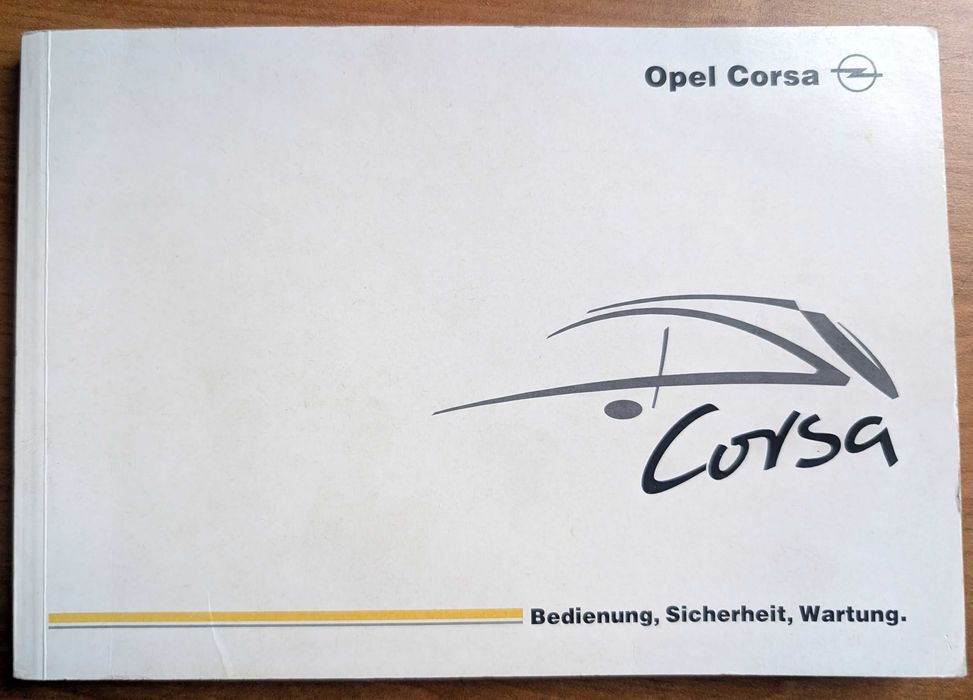 Opel Corsa
Corsa
Bedienung, Sicherheit, Wartung.